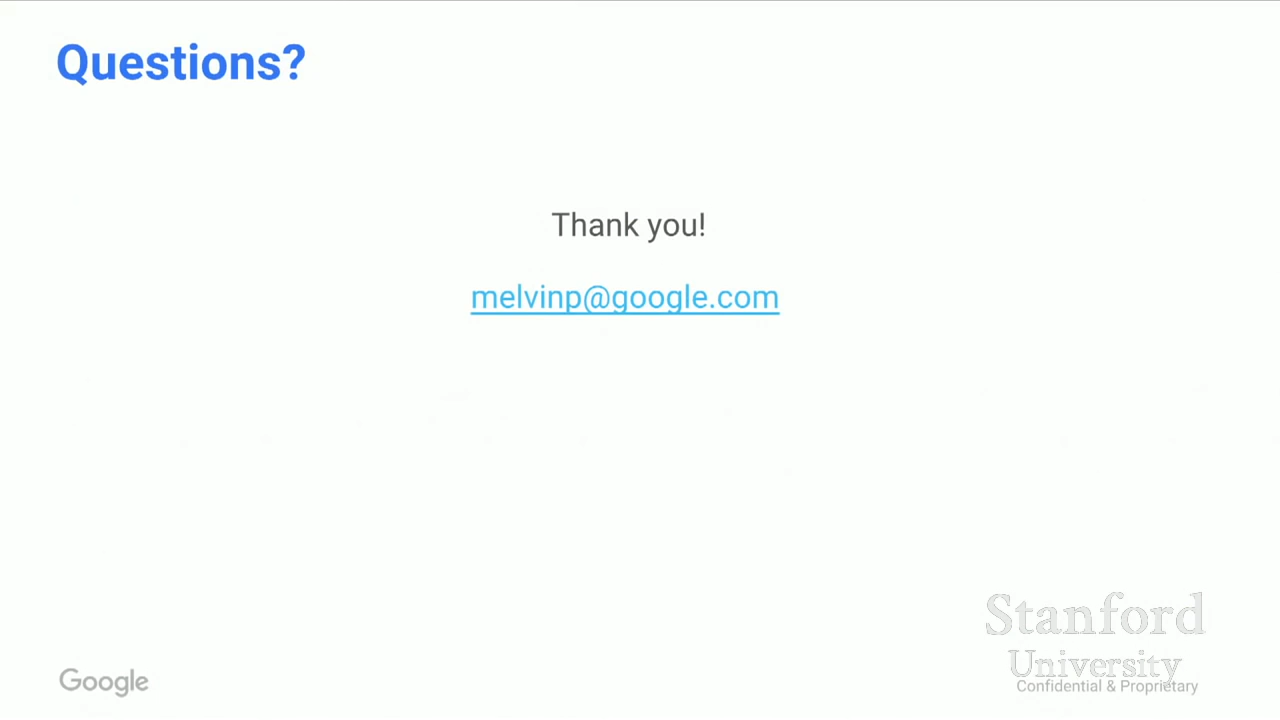 Questions?
Thank you!
melvinp@google.com
Stanford
University
Google
Confidential & Proprietary